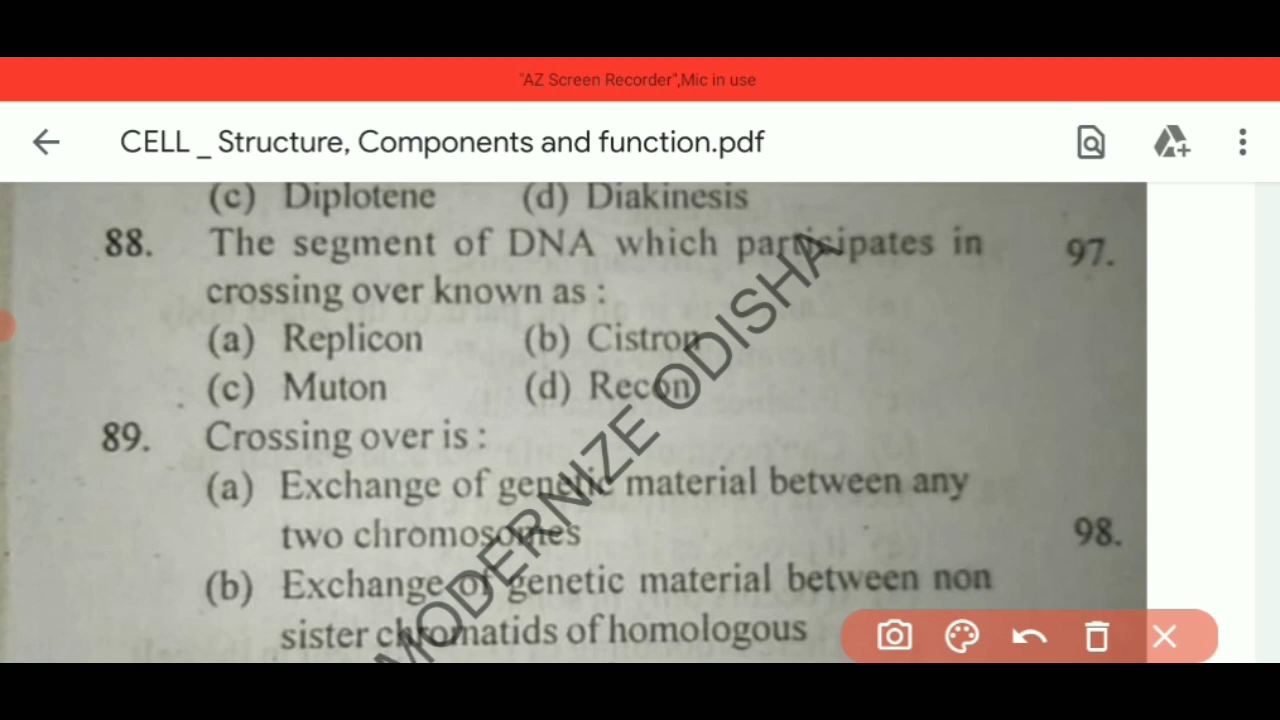 "AZ Screen Recorder",Mic in use
CELL _ Structure, Components and function.pdf
(c) Diplotene (d) Diakinesis
88. The segment of DNA which participates in
crossing over known as :
(a) Replicon (b) Cistron
(c) Muton (d) Recon
89. Crossing over is :
(a) Exchange of genetic material between any
two chromosomes
(b) Exchange of genetic material between non
sister chromatids of homologous
97.
98.
MODERNIZE ODISHA